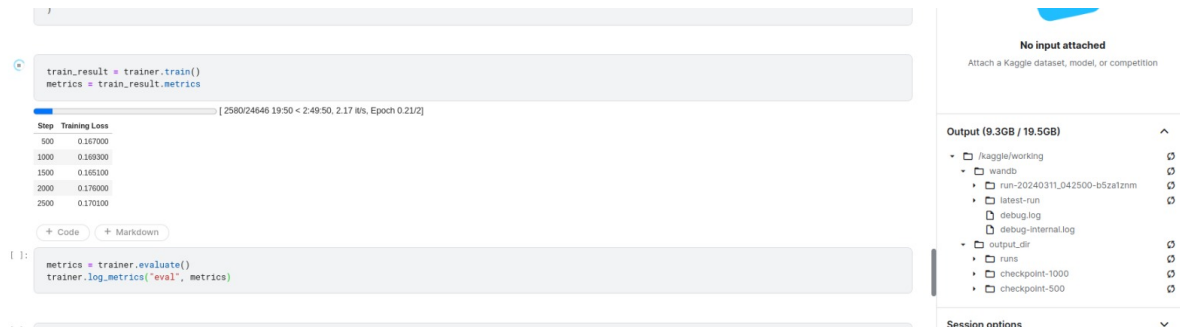 )
train_result = trainer.train()
metrics = train_result.metrics
[ 2580/24646 19:50 < 2:49:50, 2.17 it/s, Epoch 0.21/2]
Step Training Loss
500 0.167000
1000 0.169300
1500 0.165100
2000 0.176000
2500 0.170100
+ Code + Markdown
[ ]:
metrics = trainer.evaluate()
trainer.log_metrics("eval", metrics)
No input attached
Attach a Kaggle dataset, model, or competition
Output (9.3GB / 19.5GB)
/kaggle/working
wandb
run-20240311_042500-b5za1znm
latest-run
debug.log
debug-internal.log
output_dir
runs
checkpoint-1000
checkpoint-500
Session options